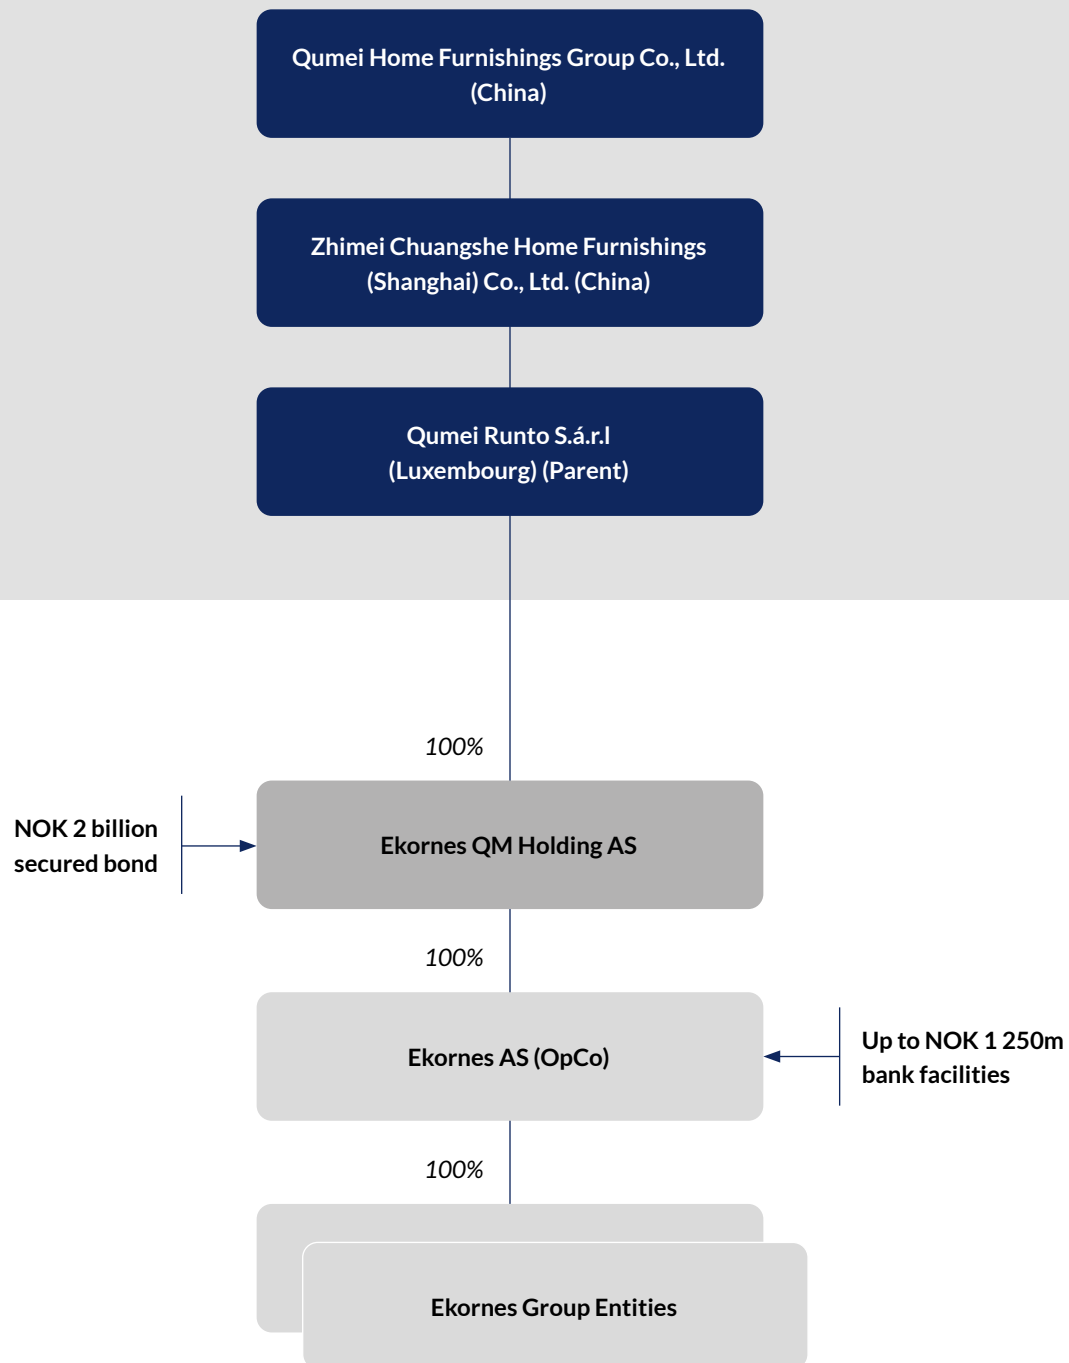 Qumei Home Furnishings Group Co., Ltd.
(China)
Zhimei Chuangshe Home Furnishings
(Shanghai) Co., Ltd. (China)
Qumei Runto S.á.r.l
(Luxembourg) (Parent)
100%
NOK 2 billion
secured bond
Ekornes QM Holding AS
100%
Ekornes AS (OpCo)
Up to NOK 1 250m
bank facilities
100%
Ekornes Group Entities